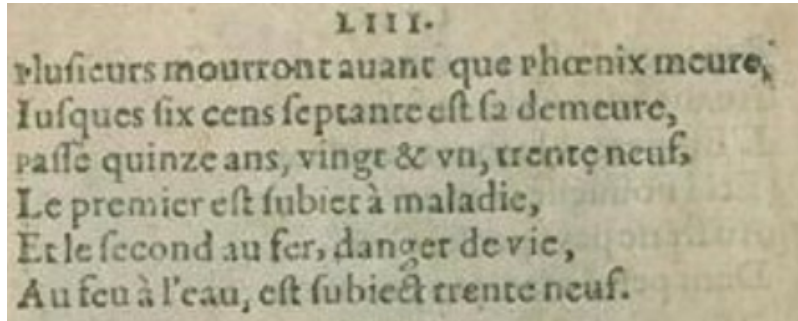 LIII.
Plusieurs mourront auant que Phœnix meure,
Iuſques ſix cens ſeptante eſt ſa demeure,
Paſſé quinze ans, vingt & vn, trente neuf,
Le premier eſt ſubiet à maladie,
Et le ſecond au fer, danger de vie,
Au feu à l'eau, eſt ſubiect trente neuf.